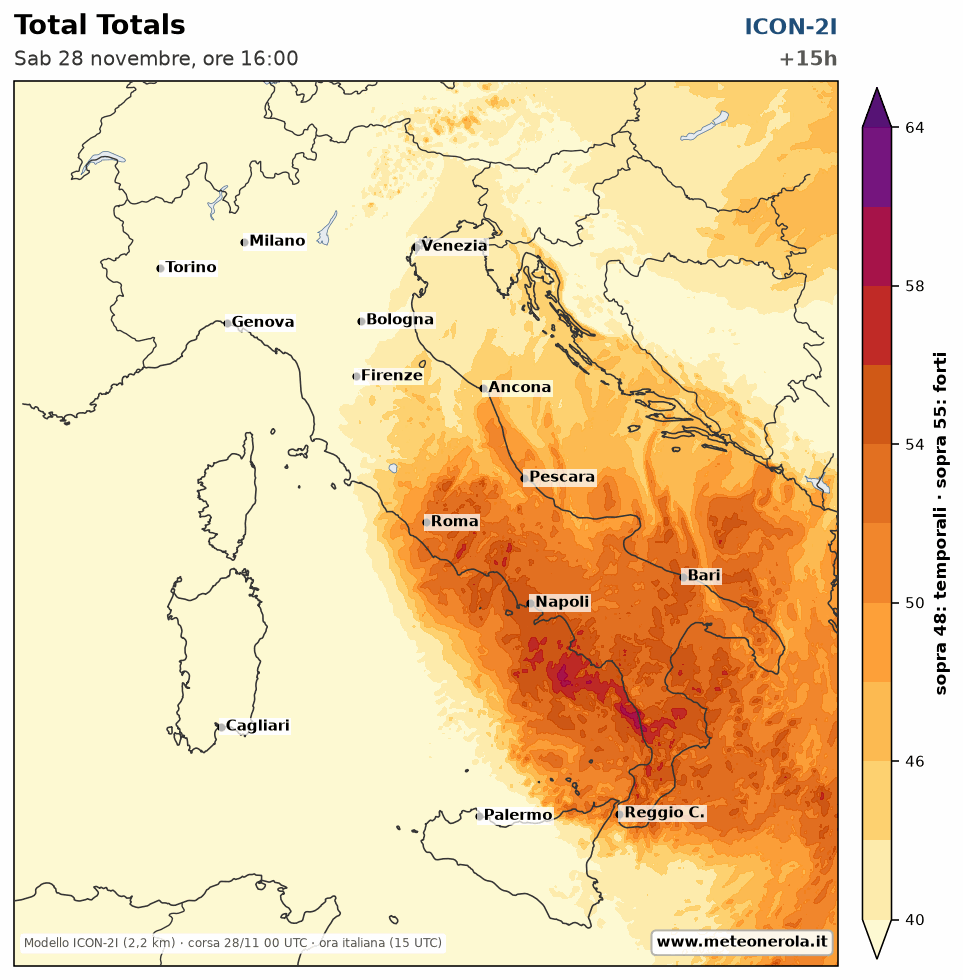 Total Totals
ICON-2I
Sab 28 novembre, ore 16:00
+15h
Milano
Venezia
Torino
Genova
Bologna
Firenze
Ancona
Pescara
Roma
Bari
Napoli
Cagliari
Palermo
Reggio C.
64
58
54
50
46
40
sopra 48: temporali · sopra 55: forti
Modello ICON-2I (2,2 km) · corsa 28/11 00 UTC · ora italiana (15 UTC)
www.meteonerola.it